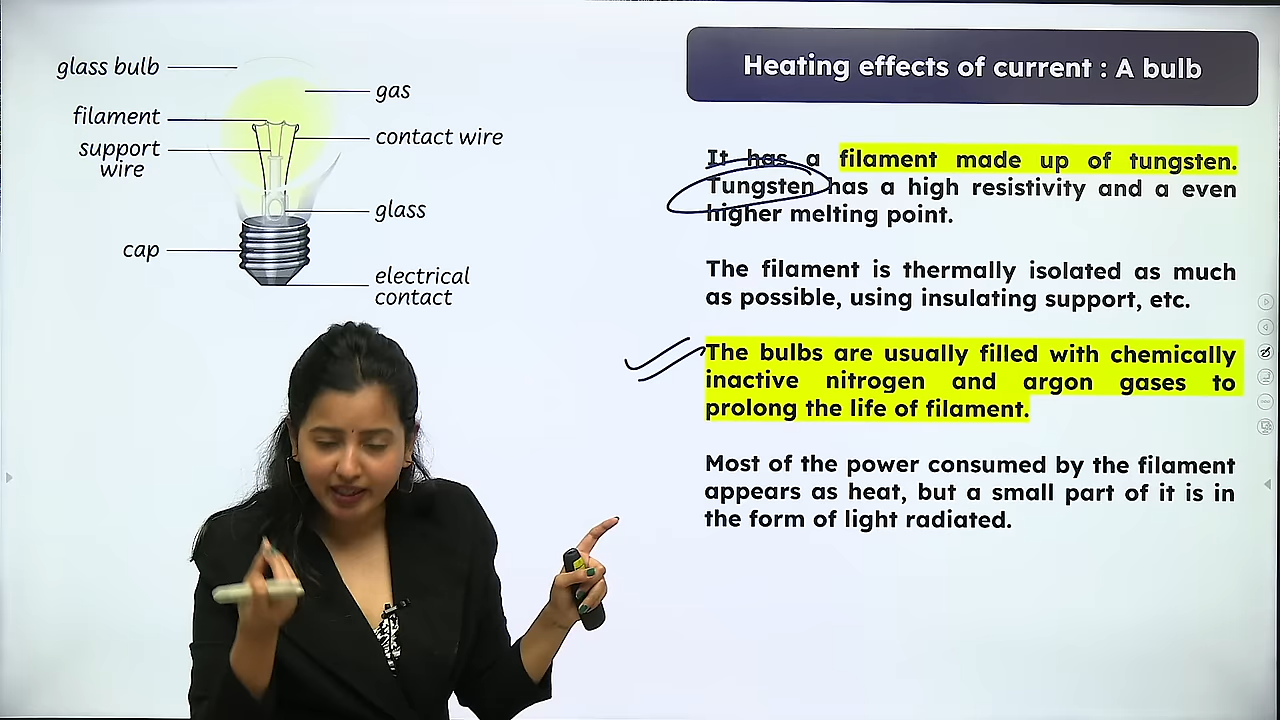 Heating effects of current : A bulb
glass bulb
filament
support
wire
cap
gas
contact wire
glass
electrical
contact
It has a filament made up of tungsten.
Tungsten has a high resistivity and a even
higher melting point.
The filament is thermally isolated as much
as possible, using insulating support, etc.
The bulbs are usually filled with chemically
inactive nitrogen and argon gases to
prolong the life of filament.
Most of the power consumed by the filament
appears as heat, but a small part of it is in
the form of light radiated.